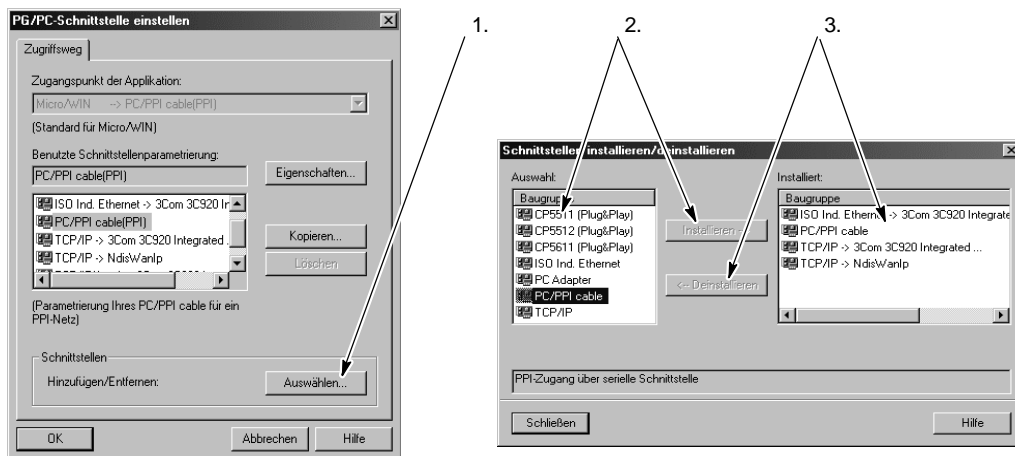 PG/PC-Schnittstelle einstellen
Zugriffsweg
Zugangspunkt der Applikation:
Micro/WIN --> PC/PPI cable(PPI)
(Standard für Micro/WIN)
Benutzte Schnittstellenparametrierung:
PC/PPI cable(PPI)
Eigenschaften...
ISO Ind. Ethernet -> 3Com 3C920 Ir
PC/PPI cable(PPI)
TCP/IP -> 3Com 3C920 Integrated .
TCP/IP -> NdisWanIp
Kopieren...
Löschen
(Parametrierung Ihres PC/PPI cable für ein
PPI-Netz)
Schnittstellen
Hinzufügen/Entfernen:
Auswählen...
OK
Abbrechen
Hilfe
1.
2.
3.
Schnittstellen installieren/deinstallieren
Auswahl:
Baugruppe
CP5511 (Plug&Play)
CP5512 (Plug&Play)
CP5611 (Plug&Play)
ISO Ind. Ethernet
PC Adapter
PC/PPI cable
TCP/IP
Installieren
<-- Deinstallieren
Installiert:
Baugruppe
ISO Ind. Ethernet -> 3Com 3C920 Integrate
PC/PPI cable
TCP/IP -> 3Com 3C920 Integrated ...
TCP/IP -> NdisWanIp
PPI-Zugang über serielle Schnittstelle
Schließen
Hilfe